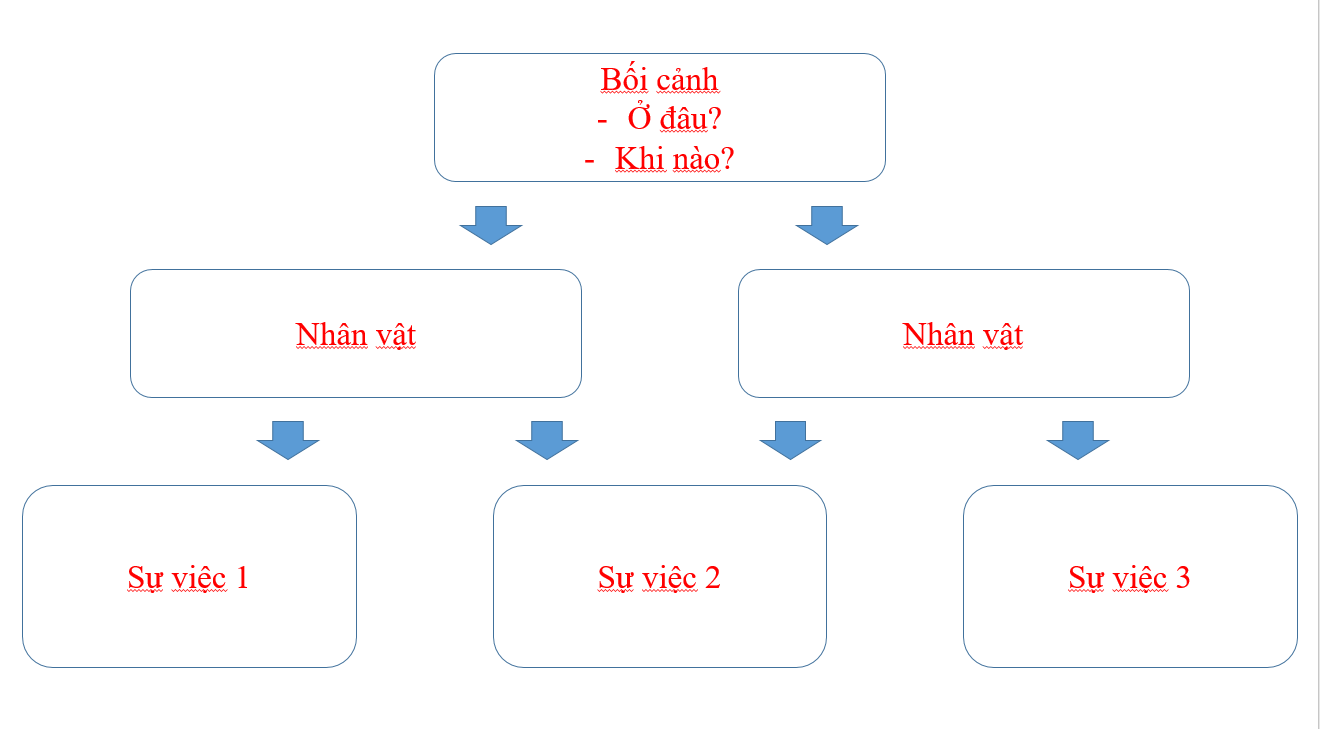 Bối cảnh
- Ở đâu?
- Khi nào?
Nhân vật
Nhân vật
Sự việc 1
Sự việc 2
Sự việc 3